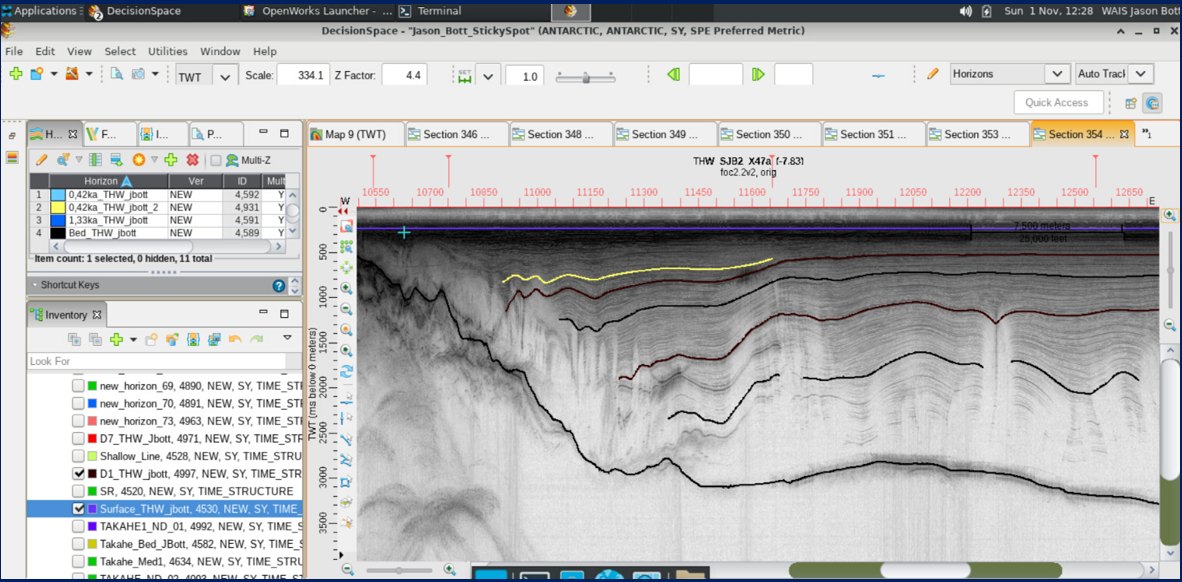 Applications DecisionSpace OpenWorks Launcher - ... Terminal Sun 1 Nov, 12:28 WAIS Jason Bott
DecisionSpace - "Jason_Bott_StickySpot" (ANTARCTIC, ANTARCTIC, SY, SPE Preferred Metric)
File Edit View Select Utilities Window Help
TWT Scale: 334.1 Z Factor: 4.4 SET 1.0 Horizons Auto Track
Quick Access
H... F... I... P... Map 9 (TWT) Section 346 ... Section 348 ... Section 349 ... Section 350 ... Section 351 ... Section 353 ... Section 354 ... »1
Multi-Z
Horizon Ver ID Mult
1 0,42ka_THW_jbott NEW 4,592 Y
2 0,42ka_THW_jbott_2 NEW 4,931 Y
3 1,33ka_THW_jbott NEW 4,591 Y
4 Bed_THW_jbott NEW 4,589 Y
Item count: 1 selected, 0 hidden, 11 total
Shortcut Keys
Inventory
Look For
new_horizon_69, 4890, NEW, SY, TIME_STR
new_horizon_70, 4891, NEW, SY, TIME_STR
new_horizon_73, 4963, NEW, SY, TIME_STR
D7_THW_Jbott, 4971, NEW, SY, TIME_STR
Shallow_Line, 4528, NEW, SY, TIME_STR
D1_THW_jbott, 4997, NEW, SY, TIME_STR
SR, 4520, NEW, SY, TIME_STRUCTURE
Surface_THW_jbott, 4530, NEW, SY, TIME_
TAKAHE1_ND_01, 4992, NEW, SY, TIME_S
Takahe_Bed_JBott, 4582, NEW, SY, TIME_S
Takahe_Med1, 4634, NEW, SY, TIME_STRU
TAKAHE_ND_02, 4993, NEW, SY, TIME_S
THW_SJB2_X47a [-7.83]
foc2.2v2, orig
10550 10700 10850 11000 11150 11300 11450 11600 11750 11900 12050 12200 12350 12500 12650
W E
7,500 meters
25,000 feet
TWT (ms below 0 meters)
0
500
1000
1500
2000
2500
3000
3500